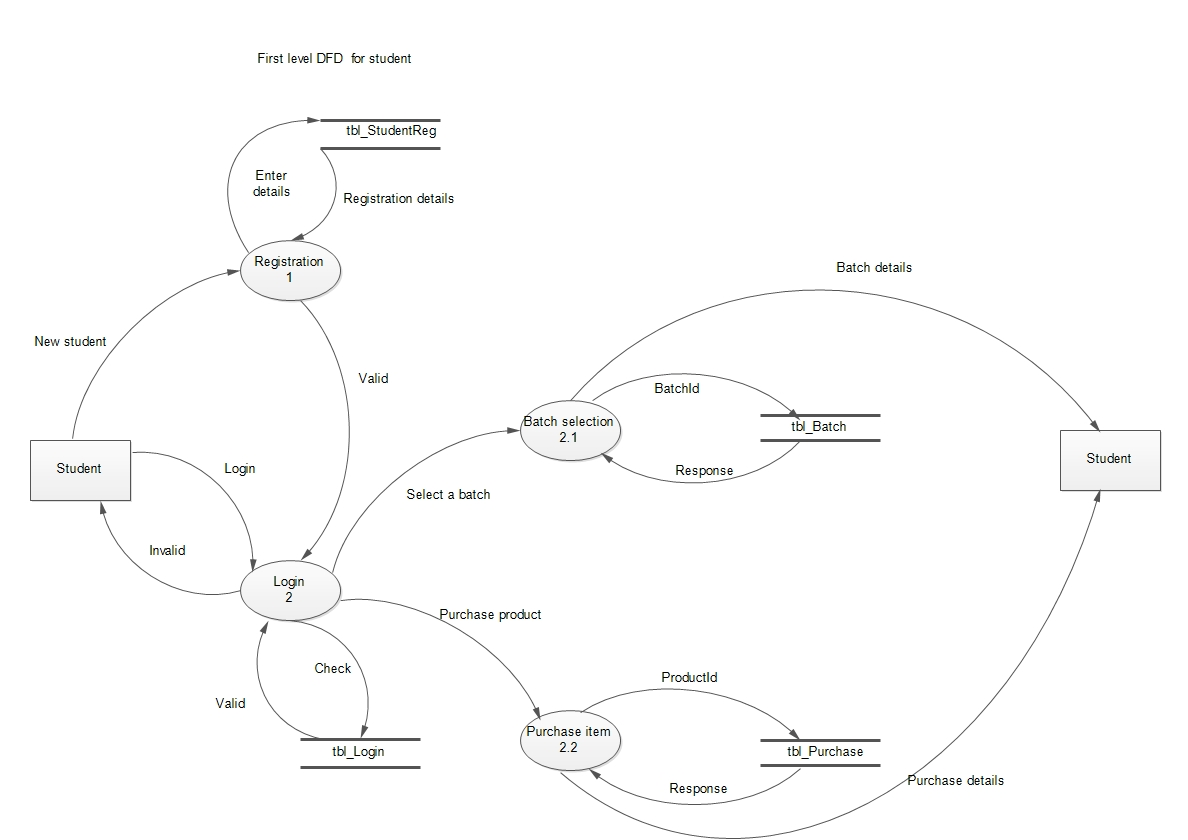 First level DFD  for student
tbl_StudentReg
Enter
details
Registration details
Registration
1
Batch details
New student
Valid
BatchId
Batch selection
2.1
tbl_Batch
Student
Student
Login
Response
Select a batch
Invalid
Login
2
Purchase product
Check
ProductId
Valid
Purchase item
2.2
tbl_Login
tbl_Purchase
Response
Purchase details